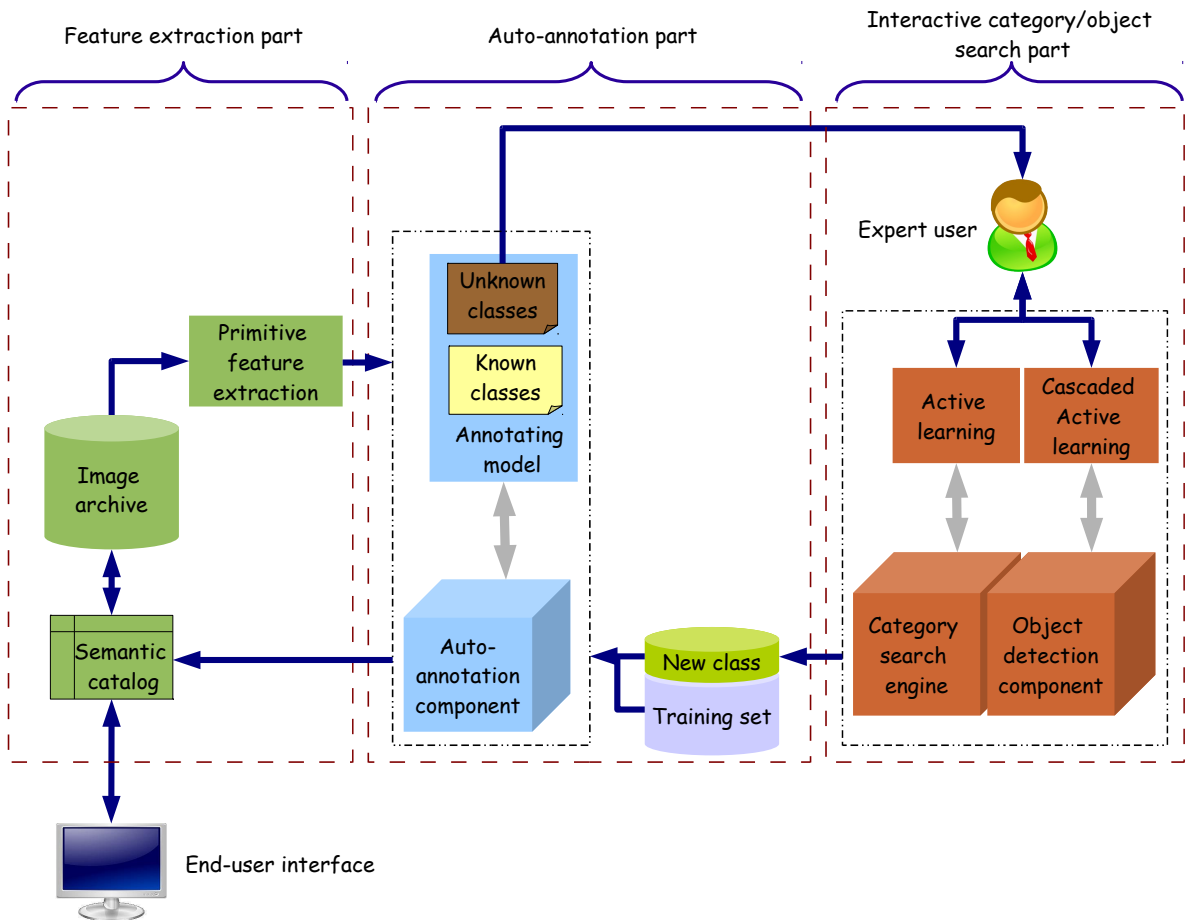 Feature extraction part
Auto-annotation part
Interactive category/object
search part
Expert user
Unknown
classes
Known
classes
Annotating
model
Primitive
feature
extraction
Image
archive
Semantic
catalog
Auto-
annotation
component
New class
Training set
Active
learning
Cascaded
Active
learning
Category
search
engine
Object
detection
component
End-user interface